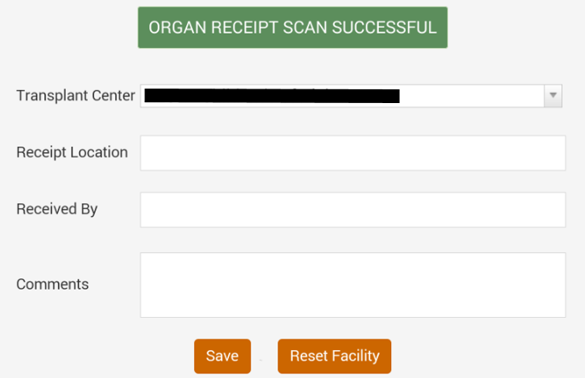 ORGAN RECEIPT SCAN SUCCESSFUL
Transplant Center
Receipt Location
Received By
Comments
Save Reset Facility